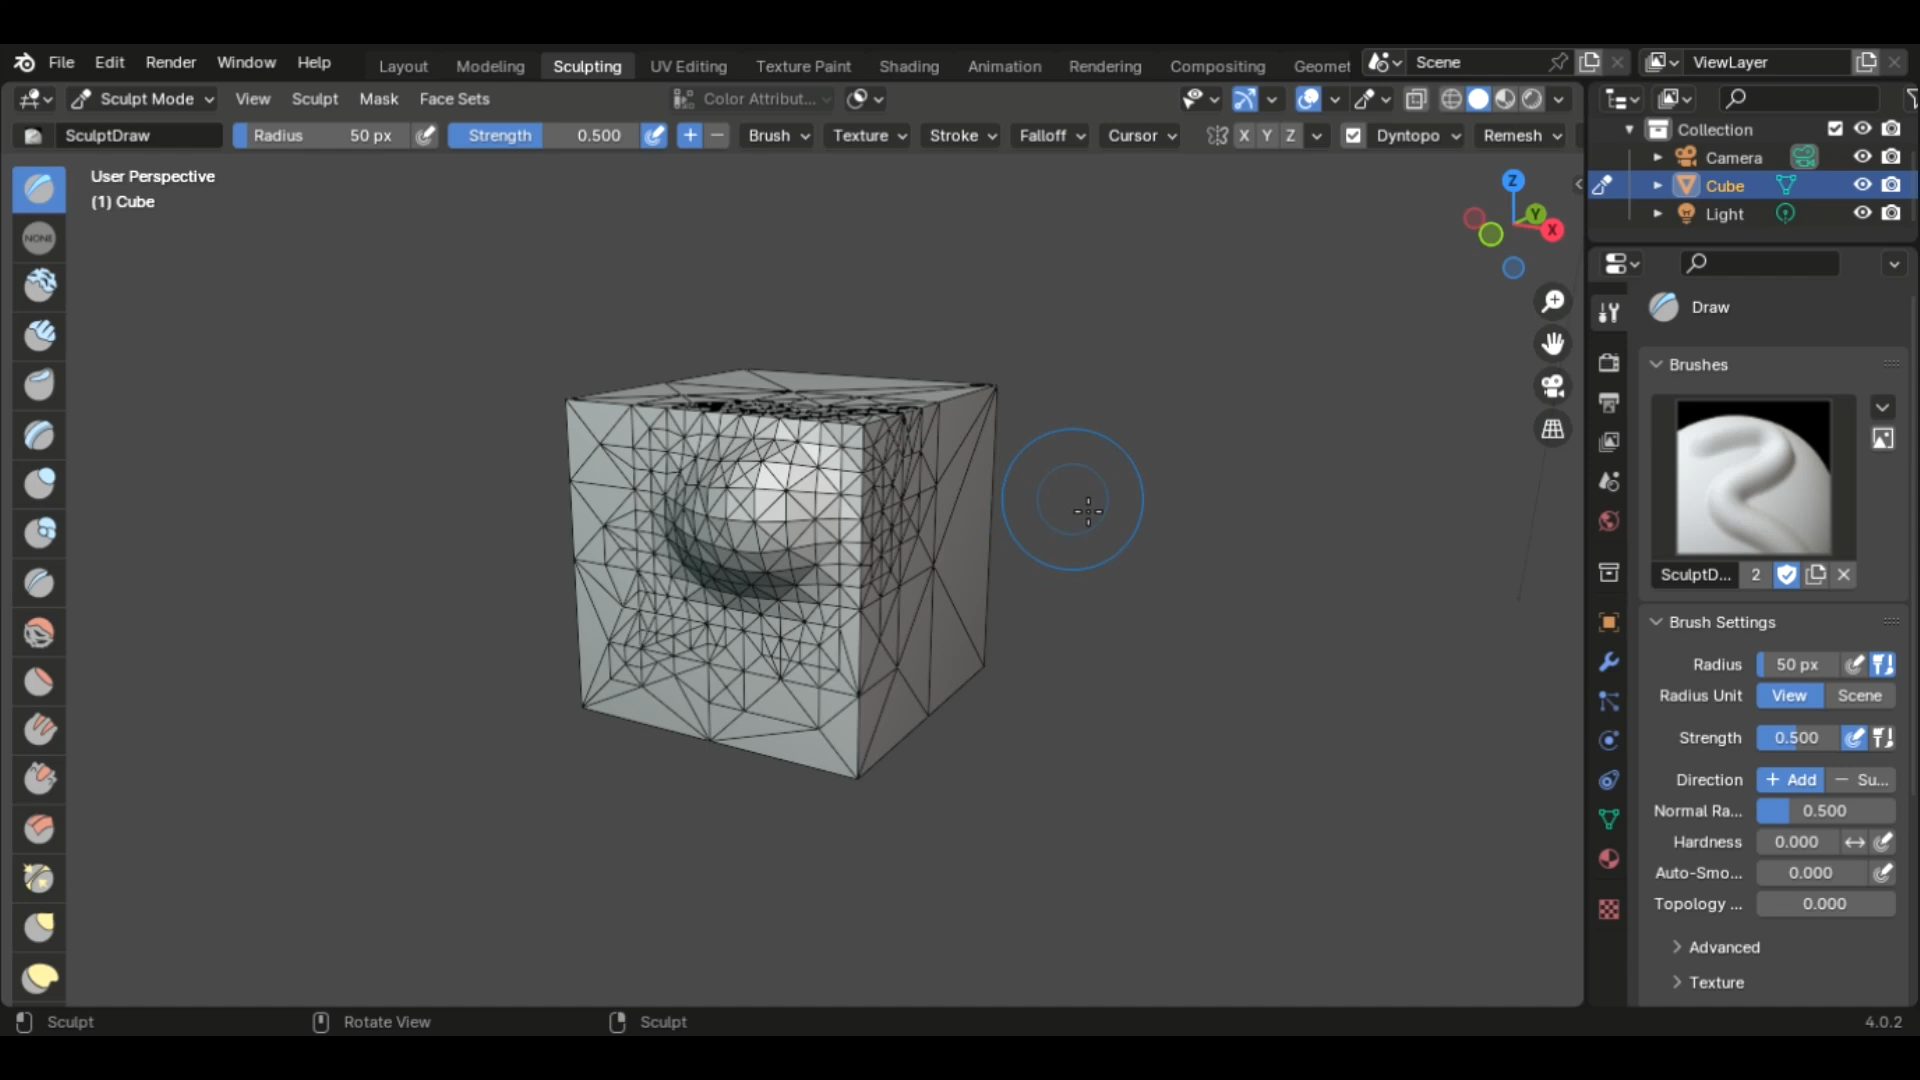 File Edit Render Window Help Layout Modeling Sculpting UV Editing Texture Paint Shading Animation Rendering Compositing Geomet Scene ViewLayer
Sculpt Mode View Sculpt Mask Face Sets Color Attribut...
SculptDraw Radius 50 px Strength 0.500 + − Brush Texture Stroke Falloff Cursor X Y Z Dyntopo Remesh
User Perspective
(1) Cube
NONE
Z
Y
X
Collection
Camera
Cube
Light
Draw
Brushes
SculptD... 2
Brush Settings
Radius 50 px
Radius Unit View Scene
Strength 0.500
Direction + Add − Su...
Normal Ra... 0.500
Hardness 0.000
Auto-Smo... 0.000
Topology ... 0.000
Advanced
Texture
Sculpt Rotate View Sculpt 4.0.2